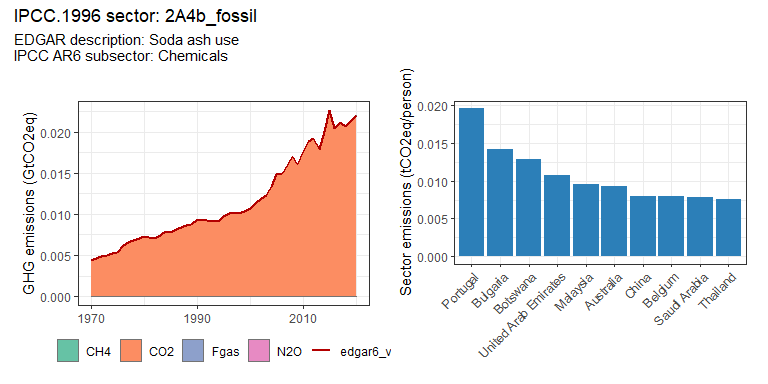 IPCC.1996 sector: 2A4b_fossil
EDGAR description: Soda ash use
IPCC AR6 subsector: Chemicals
GHG emissions (GtCO2eq)
0.020
0.015
0.010
0.005
0.000
1970
1990
2010
CH4
CO2
Fgas
N2O
edgar6_v
Sector emissions (tCO2eq/person)
0.020
0.015
0.010
0.005
0.000
Portugal
Bulgaria
Botswana
United Arab Emirates
Malaysia
Australia
China
Belgium
Saudi Arabia
Thailand